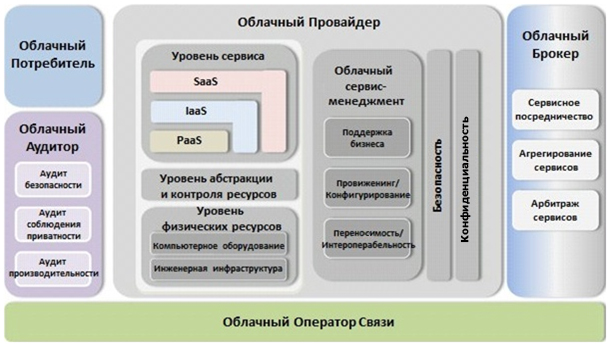 Облачный
Потребитель
Облачный
Аудитор
Аудит
безопасности
Аудит
соблюдения
приватности
Аудит
производительности
Облачный Провайдер
Уровень сервиса
SaaS
IaaS
PaaS
Уровень абстракции
и контроля ресурсов
Уровень
физических ресурсов
Компьютерное оборудование
Инженерная инфраструктура
Облачный
сервис-
менеджмент
Поддержка
бизнеса
Провиженинг/
Конфигурирование
Переносимость/
Интероперабельность
Безопасность
Конфиденциальность
Облачный
Брокер
Сервисное
посредничество
Агрегирование
сервисов
Арбитраж
сервисов
Облачный Оператор Связи